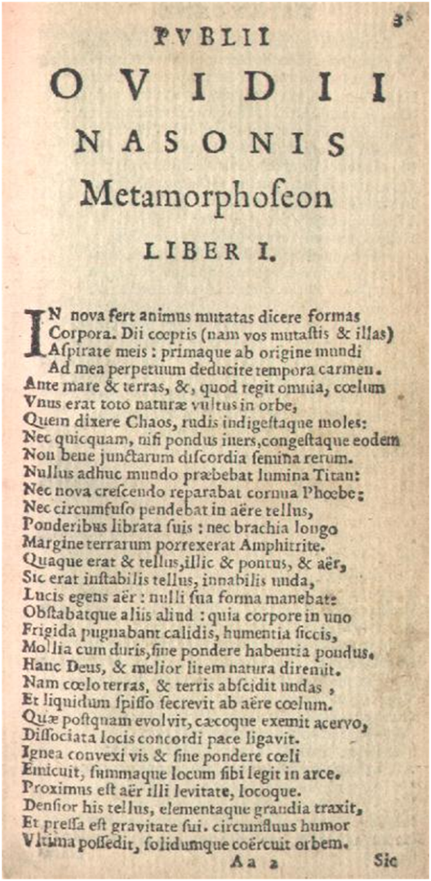 3
PVBLII
OVIDII
NASONIS
Metamorphoſeon
LIBER I.
IN nova fert animus mutatas dicere formas
Corpora. Dii cœptis (nam vos mutaſtis & illas)
Aſpirate meis : primaque ab origine mundi
Ad mea perpetuum deducite tempora carmen.
Ante mare & terras, &, quod regit omnia, cœlum
Vnus erat toto naturæ vultus in orbe,
Quem dixere Chaos, rudis indigeſtaque moles:
Nec quicquam, niſi pondus iners,congeſtaque eodem
Non bene junctarum diſcordia ſemina rerum.
Nullus adhuc mundo præbebat lumina Titan:
Nec nova creſcendo reparabat cornua Phœbe:
Nec circumfuſo pendebat in aëre tellus,
Ponderibus librata ſuis : nec brachia longo
Margine terrarum porrexerat Amphitrite.
Quaque erat & tellus,illic & pontus, & aër,
Sic erat inſtabilis tellus, innabilis unda,
Lucis egens aër : nulli ſua forma manebat:
Obſtabatque aliis aliud : quia corpore in uno
Frigida pugnabant calidis, humentia ſiccis,
Mollia cum duris,ſine pondere habentia pondus.
Hanc Deus, & melior litem natura diremit.
Nam cœlo terras, & terris abſcidit undas ,
Et liquidum ſpiſſo ſecrevit ab aëre cœlum.
Quæ poſtquam evolvit, cæcoque exemit acervo,
Diſſociata locis concordi pace ligavit.
Ignea convexi vis & ſine pondere cœli
Emicuit, ſummaque locum ſibi legit in arce.
Proximus eſt aër illi levitate, locoque.
Denſior his tellus, elementaque grandia traxit,
Et preſſa eſt gravitate ſui. circumfluus humor
Vltima poſſedit, ſolidumque coërcuit orbem.
Aa 2 Sic